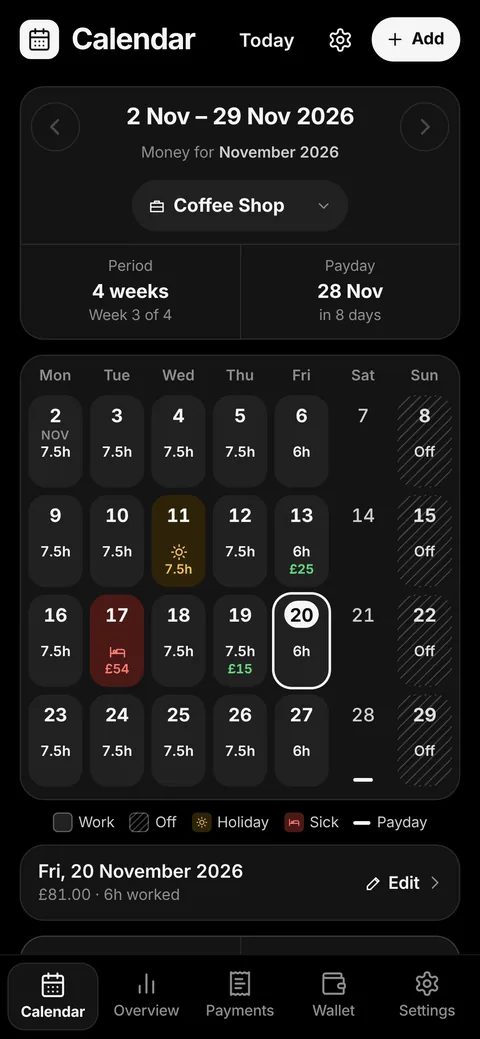 Calendar Today + Add
2 Nov – 29 Nov 2026
Money for November 2026
Coffee Shop
Period Payday
4 weeks 28 Nov
Week 3 of 4 in 8 days
Mon Tue Wed Thu Fri Sat Sun
2 3 4 5 6 7 8
NOV
7.5h 7.5h 7.5h 7.5h 6h Off
9 10 11 12 13 14 15
7.5h 7.5h 7.5h 6h Off
7.5h £25
16 17 18 19 20 21 22
7.5h 7.5h 7.5h 6h Off
£54 £15
23 24 25 26 27 28 29
7.5h 7.5h 7.5h 7.5h 6h Off
Work Off Holiday Sick Payday
Fri, 20 November 2026
£81.00 · 6h worked
Edit
Calendar Overview Payments Wallet Settings